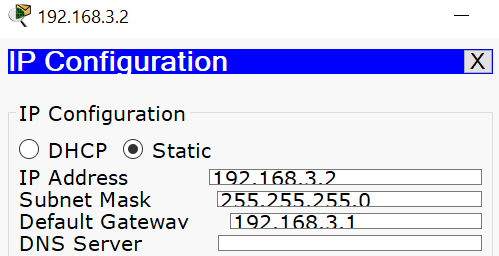 192.168.3.2
IP Configuration X
IP Configuration
DHCP Static
IP Address 192.168.3.2
Subnet Mask 255.255.255.0
Default Gateway 192.168.3.1
DNS Server